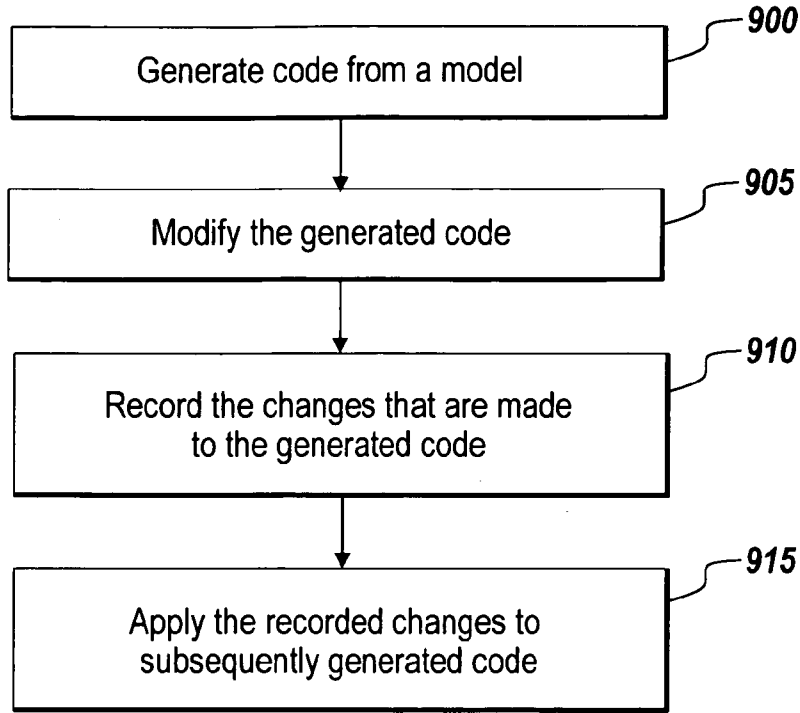 900
Generate code from a model
905
Modify the generated code
910
Record the changes that are made
to the generated code
915
Apply the recorded changes to
subsequently generated code